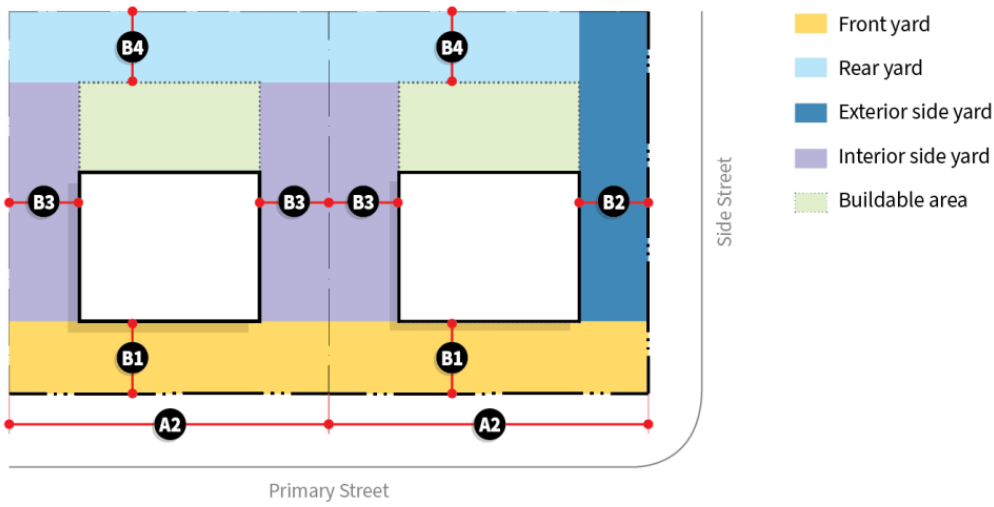 B4
B4
Front yard
Rear yard
Exterior side yard
Interior side yard
Buildable area
B3
B3
B3
B2
Side Street
B1
B1
A2
A2
Primary Street